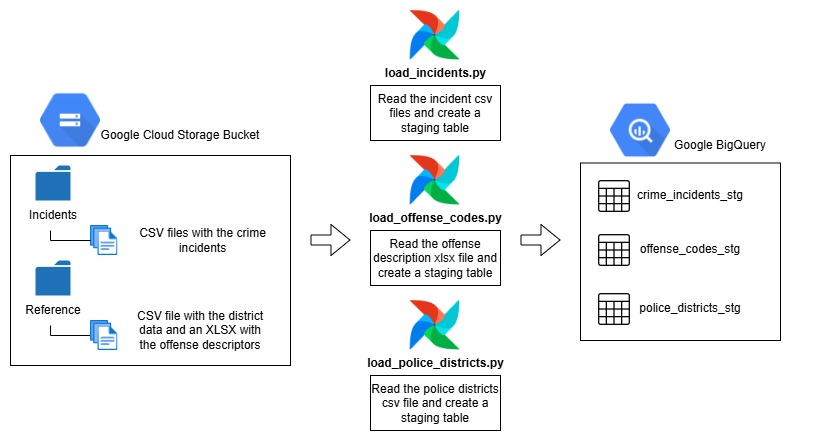 Google Cloud Storage Bucket
Incidents
CSV files with the crime
incidents
Reference
CSV file with the district
data and an XLSX with
the offense descriptors
load_incidents.py
Read the incident csv
files and create a
staging table
load_offense_codes.py
Read the offense
description xlsx file and
create a staging table
load_police_districts.py
Read the police districts
csv file and create a
staging table
Google BigQuery
crime_incidents_stg
offense_codes_stg
police_districts_stg